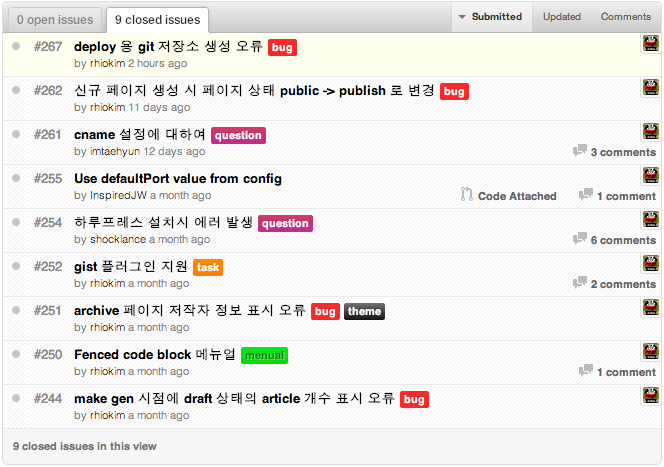 0 open issues 9 closed issues Submitted Updated Comments
#267 deploy 용 git 저장소 생성 오류 bug
by rhiokim 2 hours ago
#262 신규 페이지 생성 시 페이지 상태 public -> publish 로 변경 bug
by rhiokim 11 days ago
#261 cname 설정에 대하여 question
by imtaehyun 12 days ago 3 comments
#255 Use defaultPort value from config
by InspiredJW a month ago Code Attached 1 comment
#254 하루프레스 설치시 에러 발생 question
by shocklance a month ago 6 comments
#252 gist 플러그인 지원 task
by rhiokim a month ago 2 comments
#251 archive 페이지 저작자 정보 표시 오류 bug theme
by rhiokim a month ago
#250 Fenced code block 메뉴얼 menual
by rhiokim a month ago 1 comment
#244 make gen 시점에 draft 상태의 article 개수 표시 오류 bug
by rhiokim a month ago
9 closed issues in this view